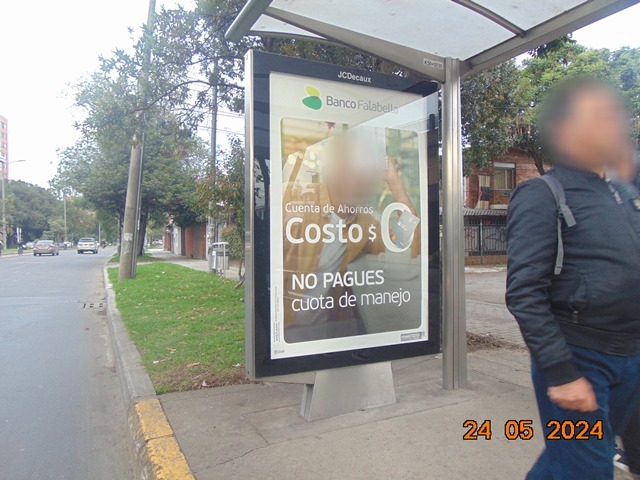 JCDecaux
Banco Falabella
Cuenta de Ahorros
Costo $0
NO PAGUES
cuota de manejo
24 05 2024